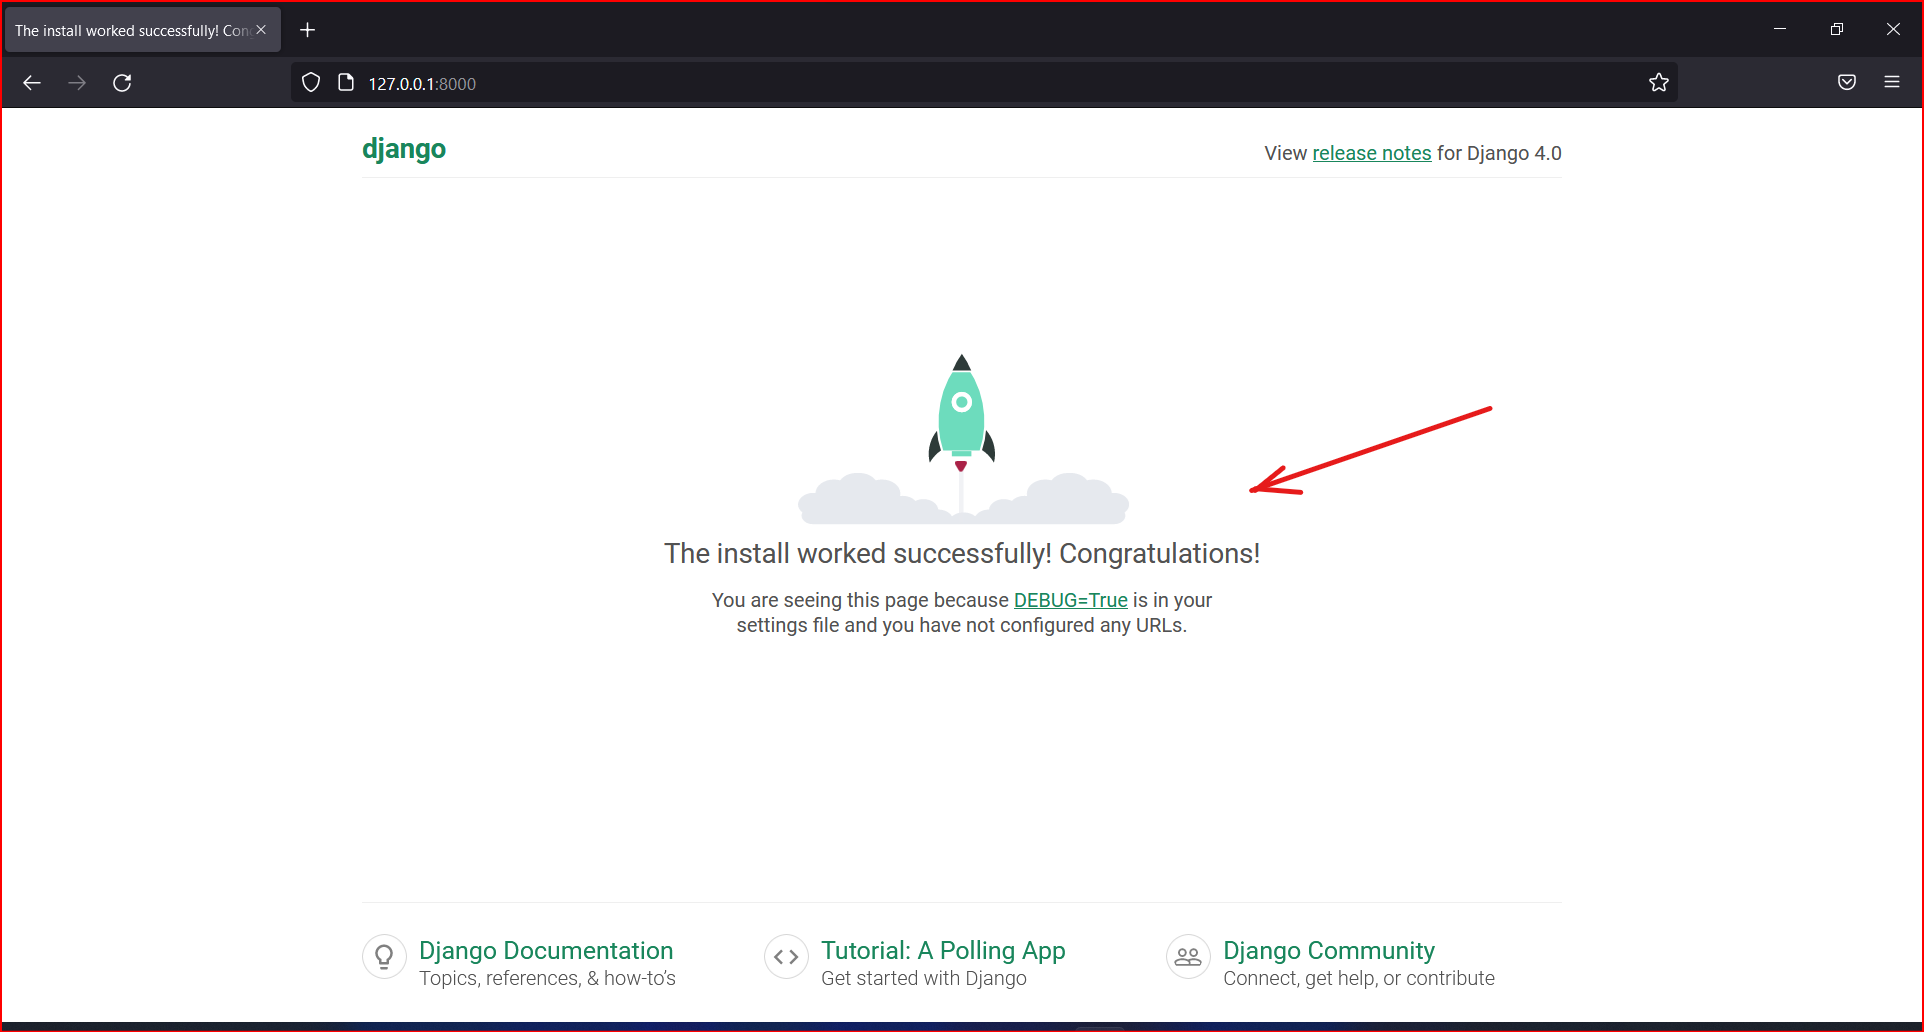 The install worked successfully! Con
127.0.0.1:8000
django
View release notes for Django 4.0
The install worked successfully! Congratulations!
You are seeing this page because DEBUG=True is in your
settings file and you have not configured any URLs.
Django Documentation
Topics, references, & how-to’s
Tutorial: A Polling App
Get started with Django
Django Community
Connect, get help, or contribute